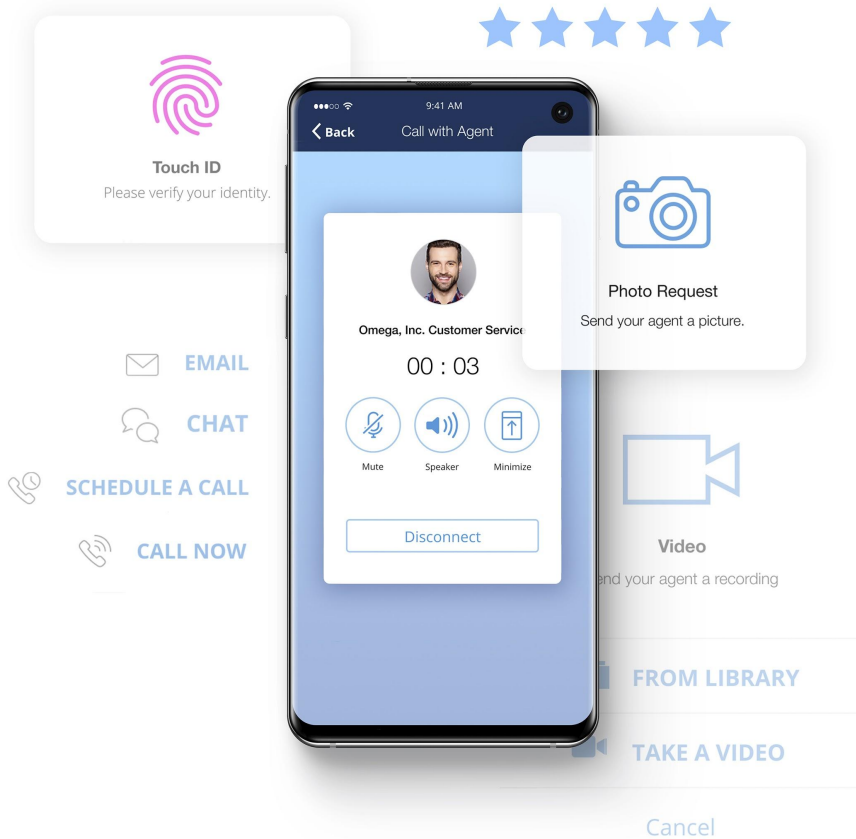 Touch ID
Please verify your identity.
9:41 AM
Back
Call with Agent
Omega, Inc. Customer Service
00 : 03
Mute
Speaker
Minimize
Disconnect
Photo Request
Send your agent a picture.
EMAIL
CHAT
SCHEDULE A CALL
CALL NOW
Video
end your agent a recording
FROM LIBRARY
TAKE A VIDEO
Cancel